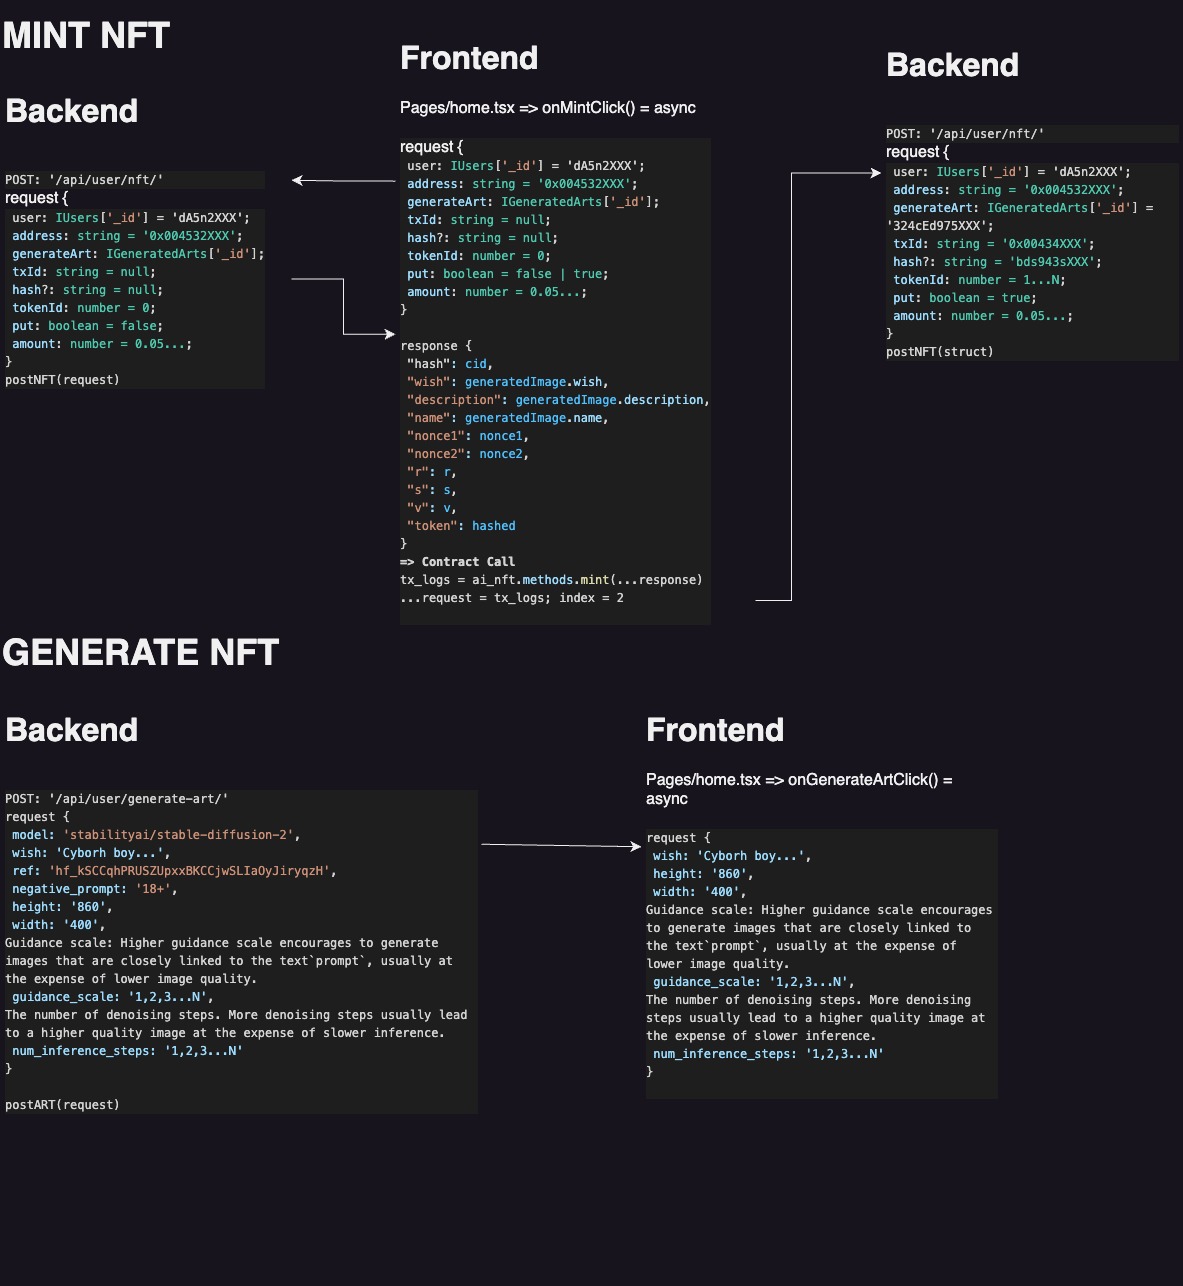 MINT NFT
Backend
POST: '/api/user/nft/'
request {
user: IUsers['_id'] = 'dA5n2XXX';
address: string = '0x004532XXX';
generateArt: IGeneratedArts['_id'];
txId: string = null;
hash?: string = null;
tokenId: number = 0;
put: boolean = false;
amount: number = 0.05...;
}
postNFT(request)
Frontend
Pages/home.tsx => onMintClick() = async
request {
user: IUsers['_id'] = 'dA5n2XXX';
address: string = '0x004532XXX';
generateArt: IGeneratedArts['_id'];
txId: string = null;
hash?: string = null;
tokenId: number = 0;
put: boolean = false | true;
amount: number = 0.05...;
}
response {
"hash": cid,
"wish": generatedImage.wish,
"description": generatedImage.description,
"name": generatedImage.name,
"nonce1": nonce1,
"nonce2": nonce2,
"r": r,
"s": s,
"v": v,
"token": hashed
}
=> Contract Call
tx_logs = ai_nft.methods.mint(...response)
...request = tx_logs; index = 2
Backend
POST: '/api/user/nft/'
request {
user: IUsers['_id'] = 'dA5n2XXX';
address: string = '0x004532XXX';
generateArt: IGeneratedArts['_id'] =
'324cEd975XXX';
txId: string = '0x00434XXX';
hash?: string = 'bds943sXXX';
tokenId: number = 1...N;
put: boolean = true;
amount: number = 0.05...;
}
postNFT(struct)
GENERATE NFT
Backend
POST: '/api/user/generate-art/'
request {
model: 'stabilityai/stable-diffusion-2',
wish: 'Cyborh boy...',
ref: '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',
negative_prompt: '18+',
height: '860',
width: '400',
Guidance scale: Higher guidance scale encourages to generate
images that are closely linked to the text`prompt`, usually at
the expense of lower image quality.
guidance_scale: '1,2,3...N',
The number of denoising steps. More denoising steps usually lead
to a higher quality image at the expense of slower inference.
num_inference_steps: '1,2,3...N'
}
postART(request)
Frontend
Pages/home.tsx => onGenerateArtClick() =
async
request {
wish: 'Cyborh boy...',
height: '860',
width: '400',
Guidance scale: Higher guidance scale encourages
to generate images that are closely linked to
the text`prompt`, usually at the expense of
lower image quality.
guidance_scale: '1,2,3...N',
The number of denoising steps. More denoising
steps usually lead to a higher quality image at
the expense of slower inference.
num_inference_steps: '1,2,3...N'
}